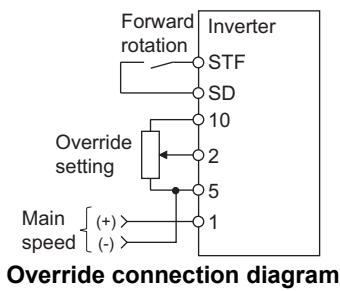 Forward
rotation
Inverter
STF
SD
10
Override
setting
2
5
Main
speed
(+)
(-)
1
Override connection diagram